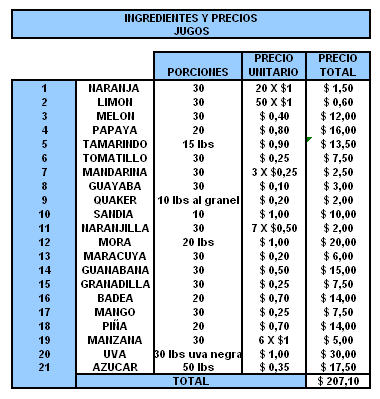 INGREDIENTES Y PRECIOS
JUGOS
PORCIONES PRECIO UNITARIO PRECIO TOTAL
1 NARANJA 30 20 X $1 $ 1,50
2 LIMON 30 50 X $1 $ 0,60
3 MELON 30 $ 0,40 $ 12,00
4 PAPAYA 20 $ 0,80 $ 16,00
5 TAMARINDO 15 lbs $ 0,90 $ 13,50
6 TOMATILLO 30 $ 0,25 $ 7,50
7 MANDARINA 30 3 X $0,25 $ 2,50
8 GUAYABA 30 $ 0,10 $ 3,00
9 QUAKER 10 lbs al granel $ 0,20 $ 2,00
10 SANDIA 10 $ 1,00 $ 10,00
11 NARANJILLA 30 7 X $0,50 $ 2,00
12 MORA 20 lbs $ 1,00 $ 20,00
13 MARACUYA 30 $ 0,20 $ 6,00
14 GUANABANA 30 $ 0,50 $ 15,00
15 GRANADILLA 30 $ 0,25 $ 7,50
16 BADEA 20 $ 0,70 $ 14,00
17 MANGO 30 $ 0,25 $ 7,50
18 PIÑA 20 $ 0,70 $ 14,00
19 MANZANA 30 6 X $1 $ 5,00
20 UVA 30 lbs uva negra $ 1,00 $ 30,00
21 AZUCAR 50 lbs $ 0,35 $ 17,50
TOTAL $ 207,10